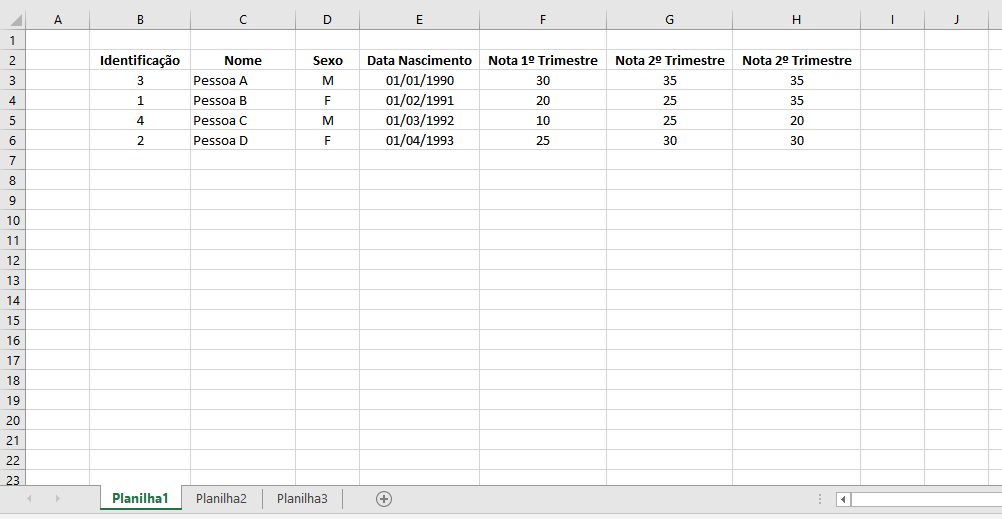 A B C D E F G H I J
1
2 Identificação Nome Sexo Data Nascimento Nota 1º Trimestre Nota 2º Trimestre Nota 2º Trimestre
3 3 Pessoa A M 01/01/1990 30 35 35
4 1 Pessoa B F 01/02/1991 20 25 35
5 4 Pessoa C M 01/03/1992 10 25 20
6 2 Pessoa D F 01/04/1993 25 30 30
7
8
9
10
11
12
13
14
15
16
17
18
19
20
21
22
23
Planilha1 Planilha2 Planilha3